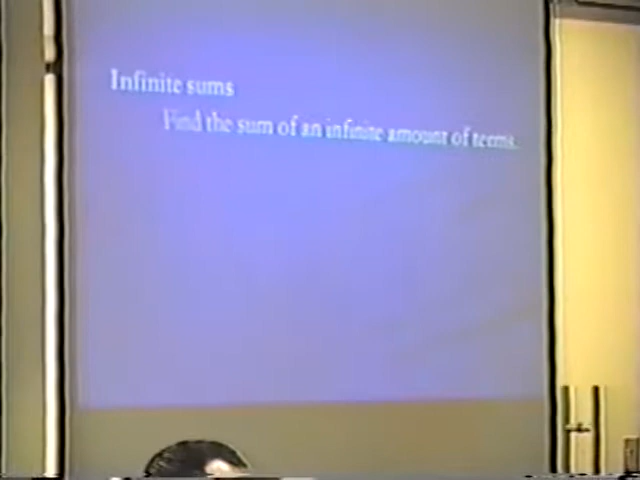 Infinite sums
Find the sum of an infinite amount of terms.